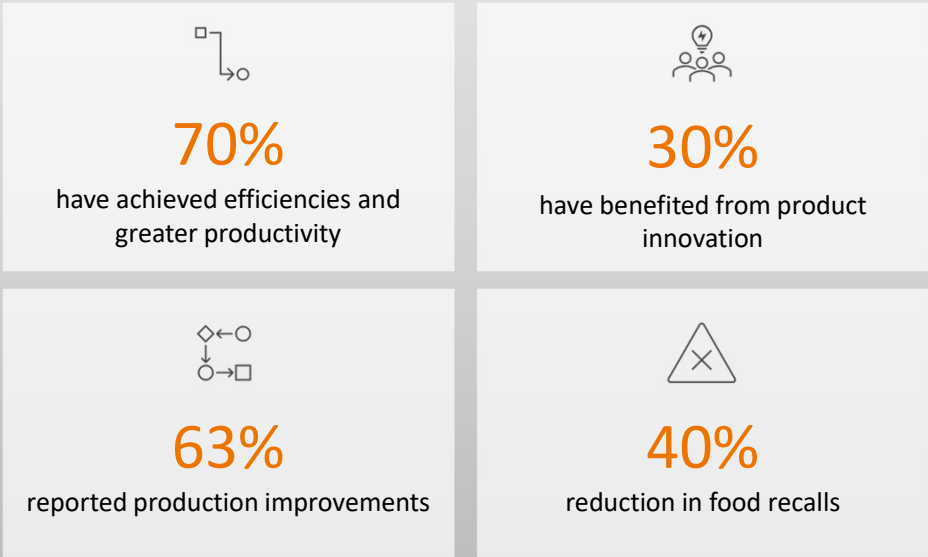 70%
have achieved efficiencies and
greater productivity
30%
have benefited from product
innovation
63%
reported production improvements
40%
reduction in food recalls